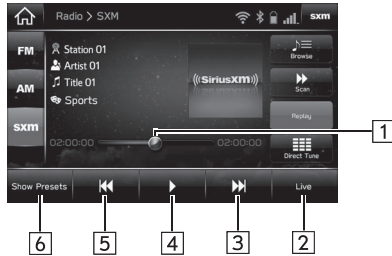 Radio > SXM
sxm
FM
Station 01
Browse
Artist 01
((SiriusXM))
AM
Title 01
Scan
Sports
Replay
sxm
1
02:00:00
02:00:00
Direct Tune
Show Presets
Live
6
5
4
3
2